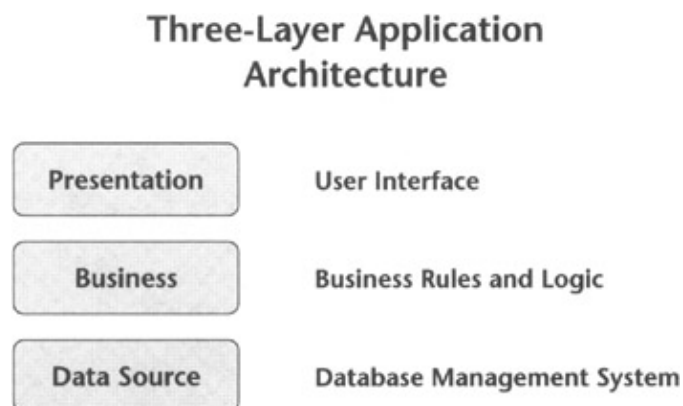 Three-Layer Application
Architecture
Presentation
User Interface
Business
Business Rules and Logic
Data Source
Database Management System